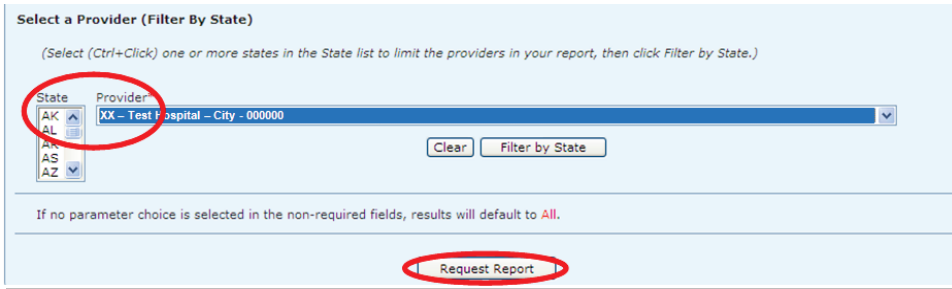 Select a Provider (Filter By State)
(Select (Ctrl+Click) one or more states in the State list to limit the providers in your report, then click Filter by State.)
State Provider*
AK XX – Test Hospital – City - 000000
AL
AR
AS
AZ
Clear Filter by State
If no parameter choice is selected in the non-required fields, results will default to All.
Request Report